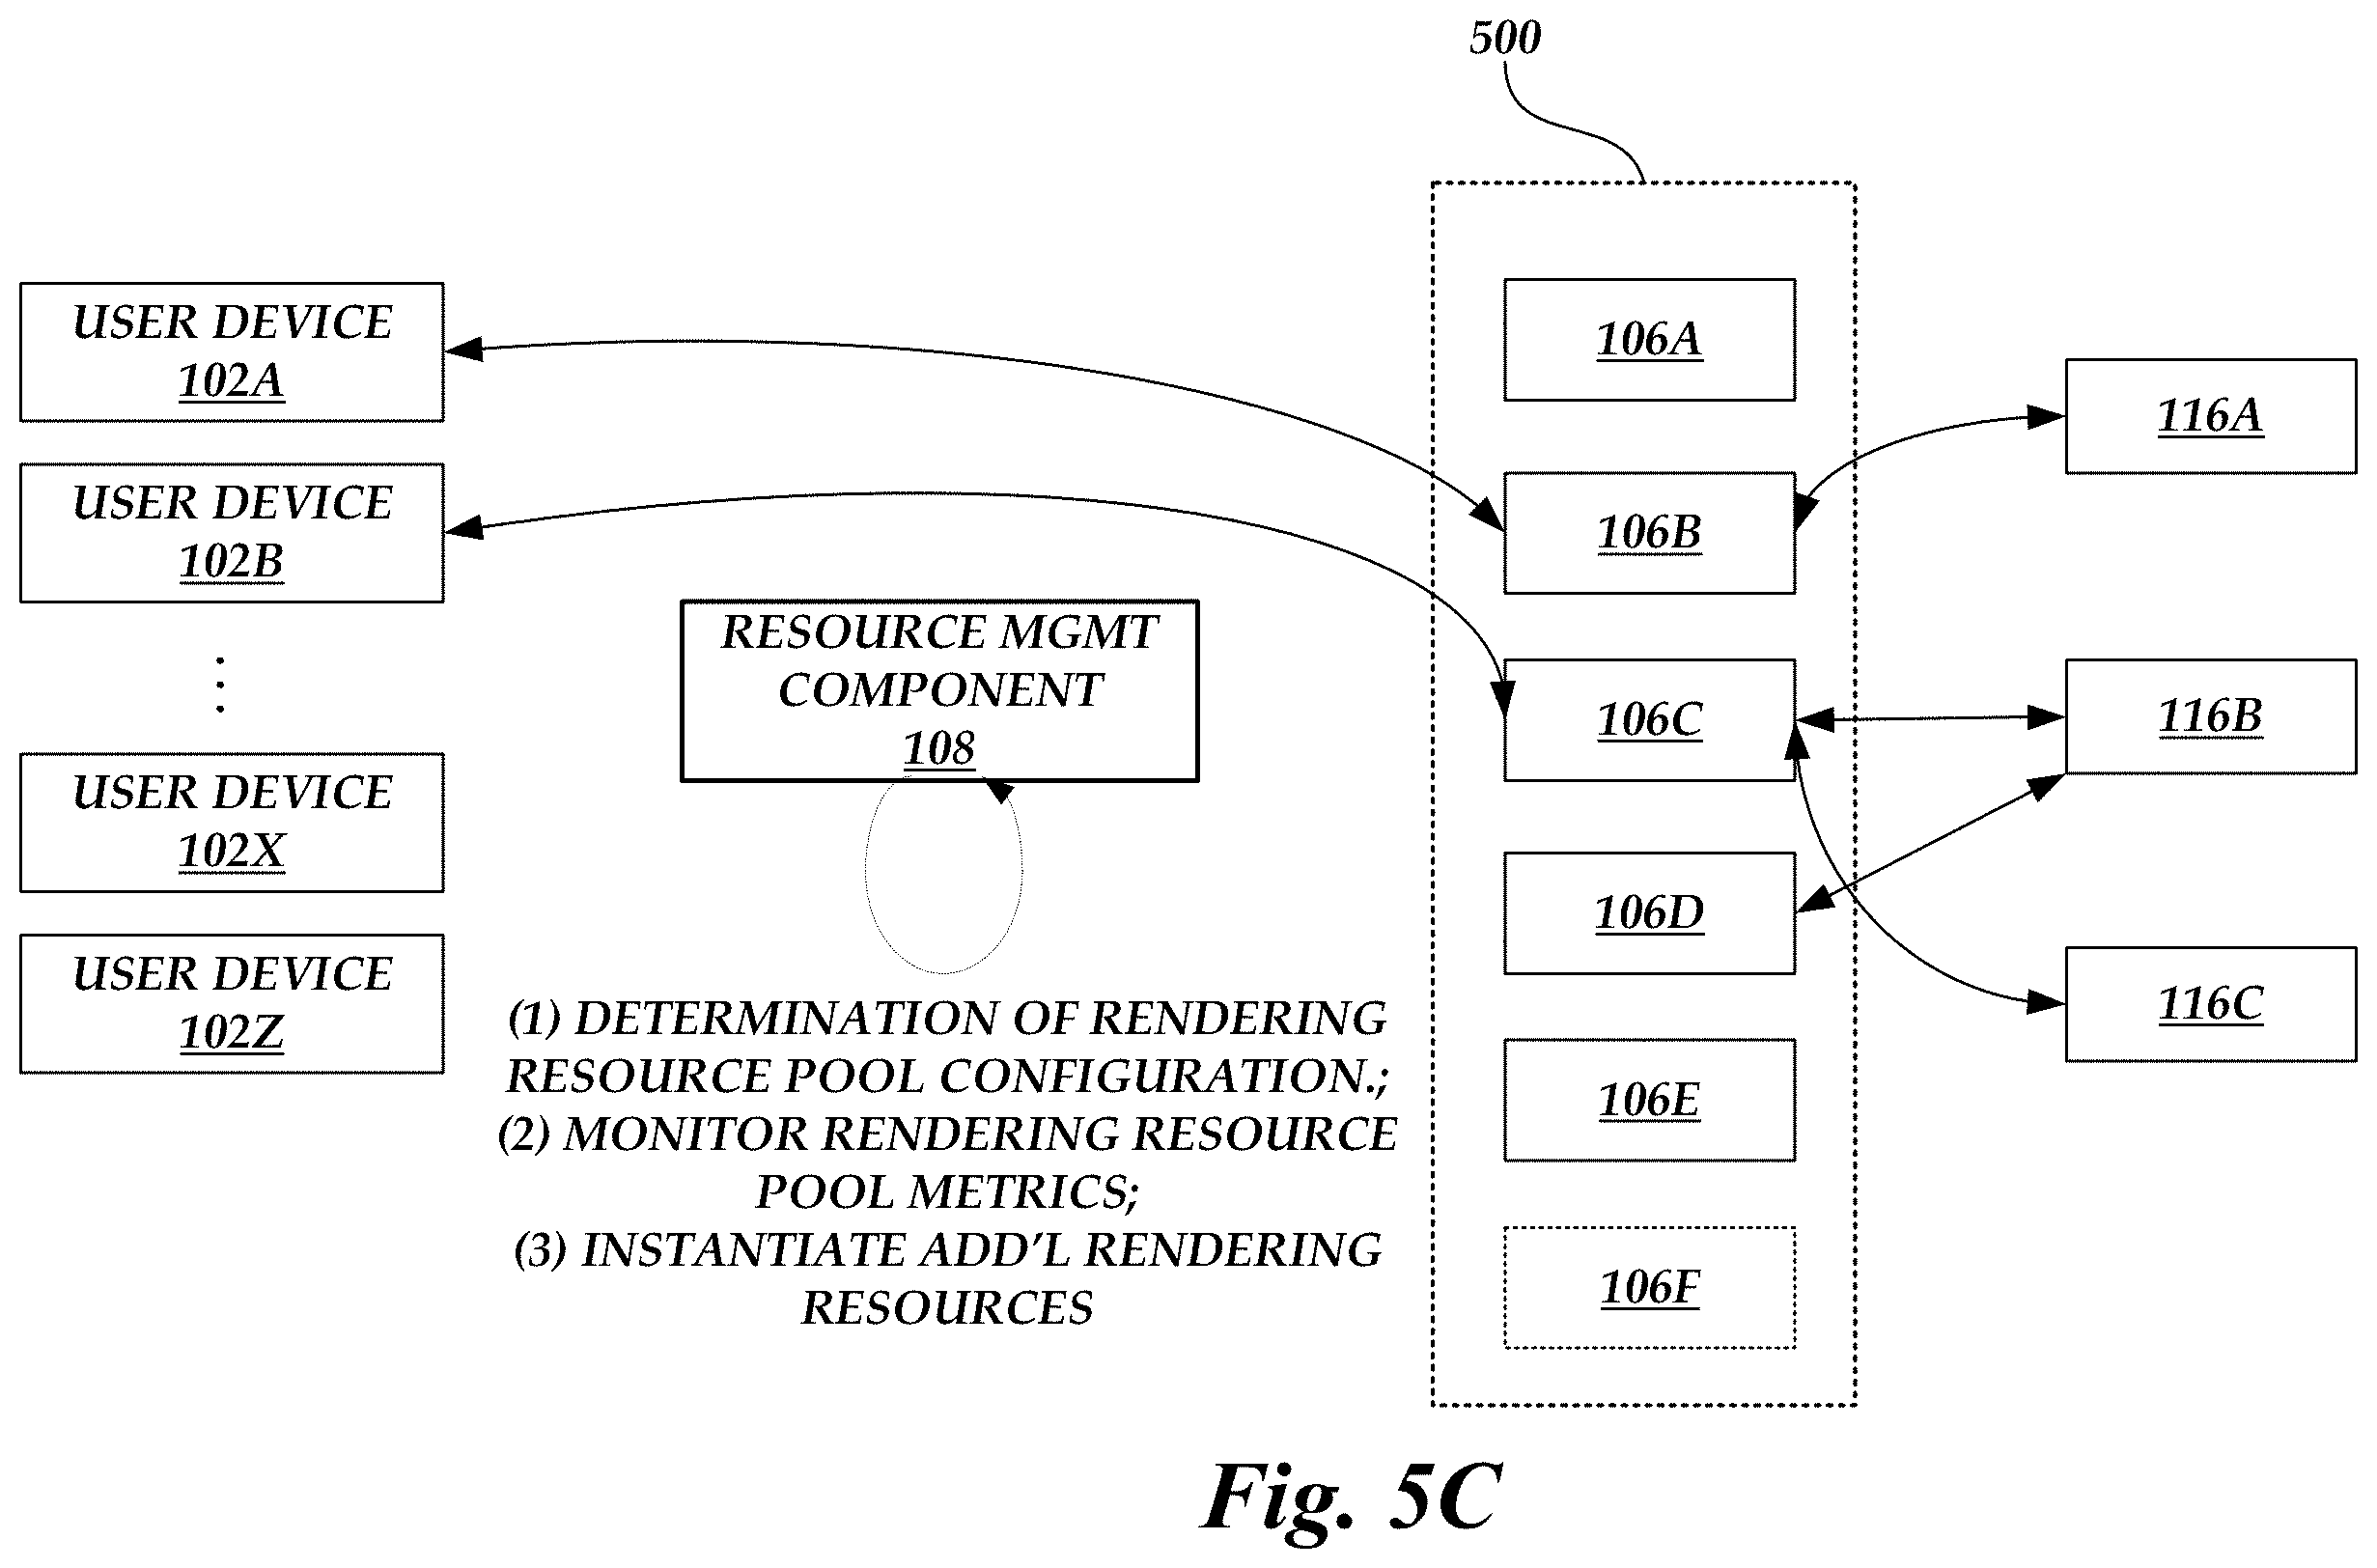 500
USER DEVICE
102A
USER DEVICE
102B
⋮
USER DEVICE
102X
USER DEVICE
102Z
RESOURCE MGMT
COMPONENT
108
(1) DETERMINATION OF RENDERING
RESOURCE POOL CONFIGURATION.;
(2) MONITOR RENDERING RESOURCE
POOL METRICS;
(3) INSTANTIATE ADD’L RENDERING
RESOURCES
106A
106B
106C
106D
106E
106F
116A
116B
116C
Fig. 5C